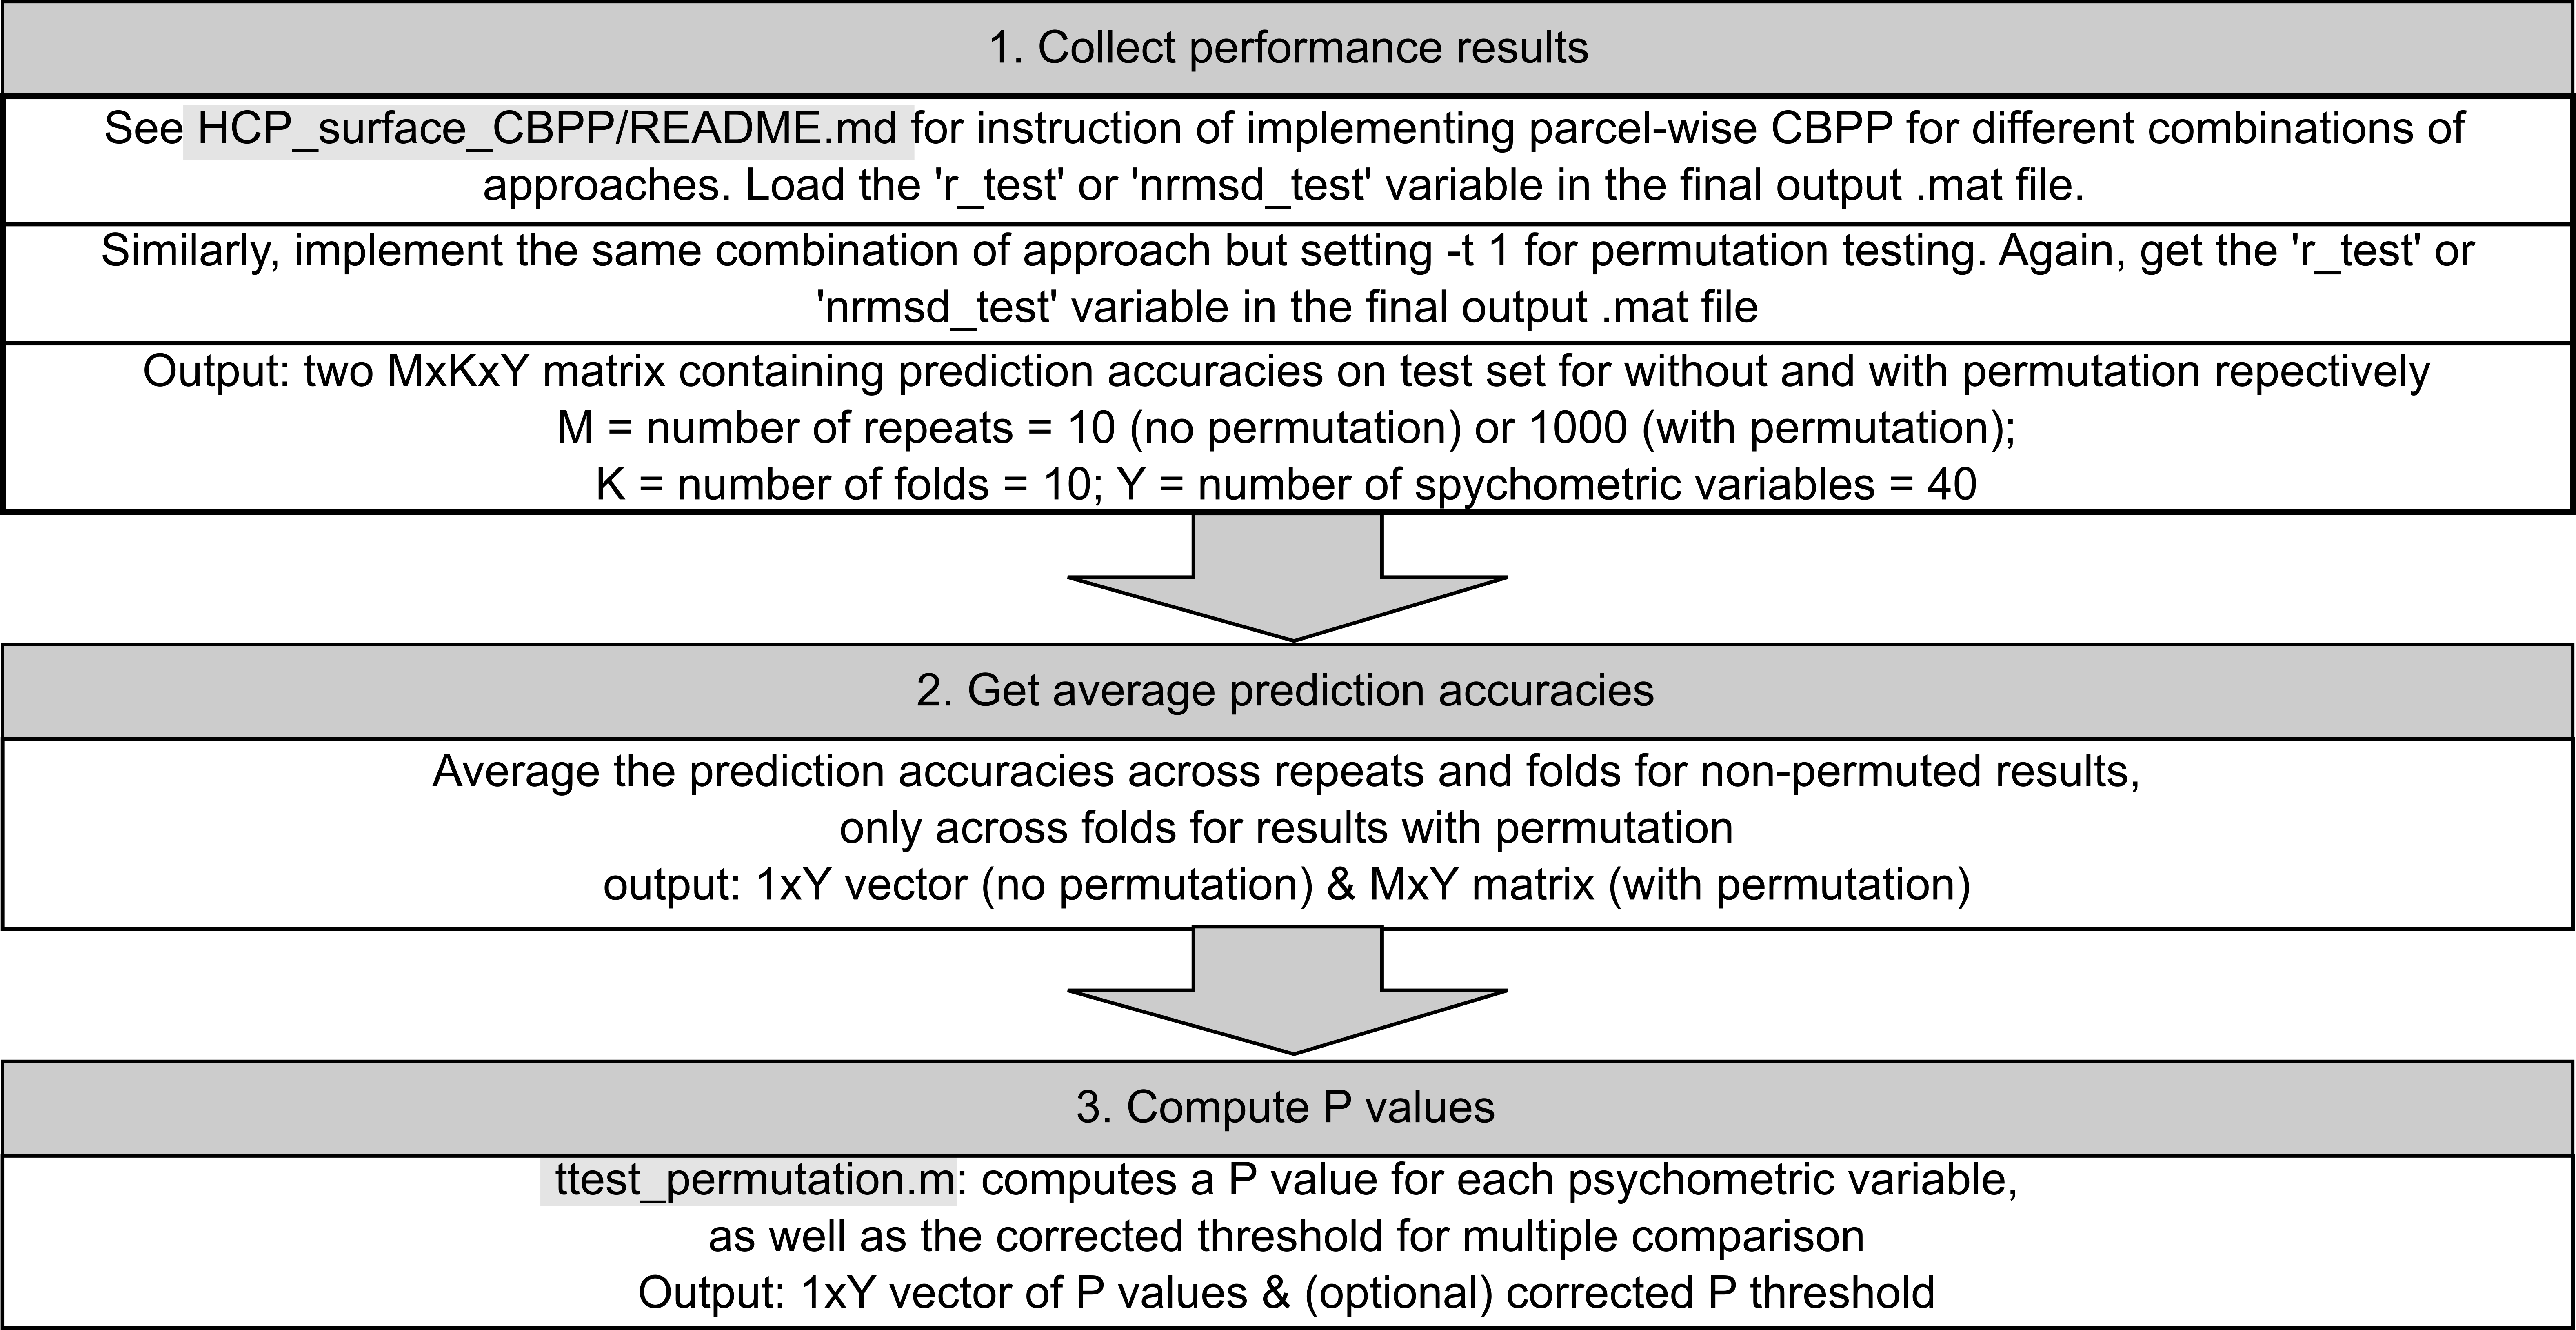 1. Collect performance results
See HCP_surface_CBPP/README.md for instruction of implementing parcel-wise CBPP for different combinations of
approaches. Load the 'r_test' or 'nrmsd_test' variable in the final output .mat file.
Similarly, implement the same combination of approach but setting -t 1 for permutation testing. Again, get the 'r_test' or
'nrmsd_test' variable in the final output .mat file
Output: two MxKxY matrix containing prediction accuracies on test set for without and with permutation repectively
M = number of repeats = 10 (no permutation) or 1000 (with permutation);
K = number of folds = 10; Y = number of spychometric variables = 40
2. Get average prediction accuracies
Average the prediction accuracies across repeats and folds for non-permuted results,
only across folds for results with permutation
output: 1xY vector (no permutation) & MxY matrix (with permutation)
3. Compute P values
ttest_permutation.m: computes a P value for each psychometric variable,
as well as the corrected threshold for multiple comparison
Output: 1xY vector of P values & (optional) corrected P threshold